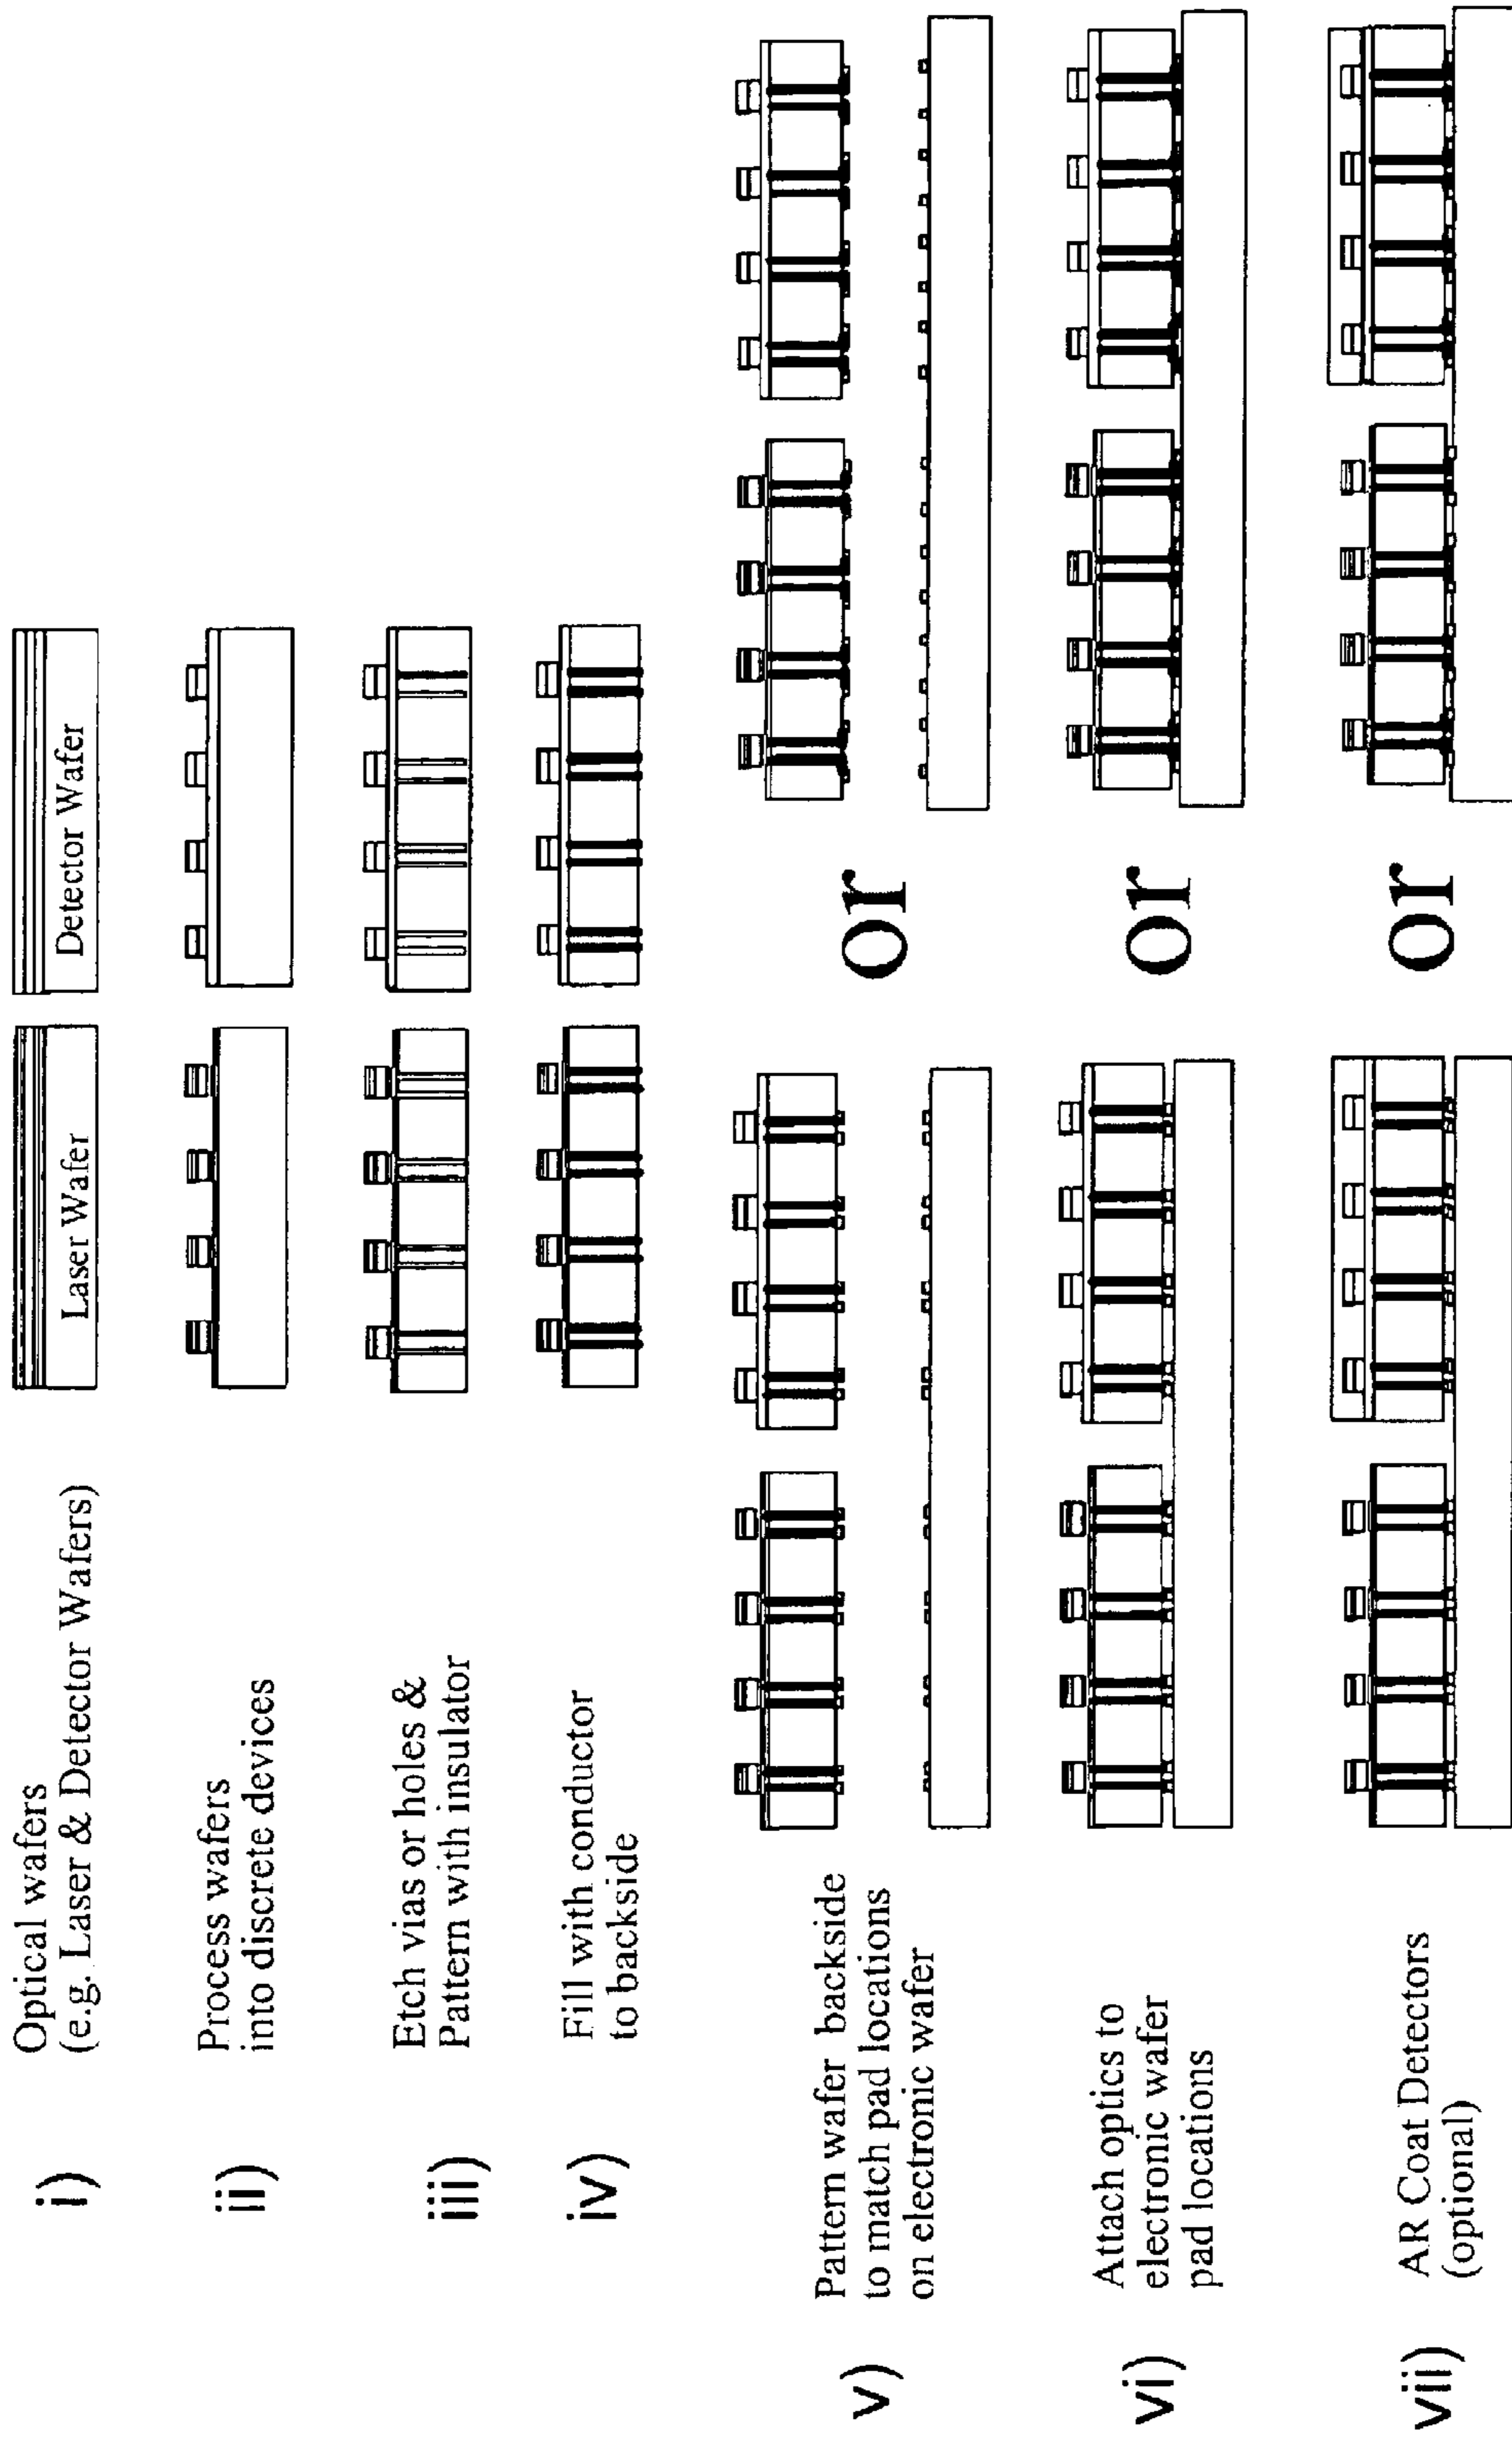 i)
Optical wafers
(e.g. Laser & Detector Wafers)
Laser Wafer
Detector Wafer
ii)
Process wafers
into discrete devices
iii)
Etch vias or holes &
Pattern with insulator
iv)
Fill with conductor
to backside
v)
Pattern wafer backside
to match pad locations
on electronic wafer
or
vi)
Attach optics to
electronic wafer
pad locations
or
vii)
AR Coat Detectors
(optional)
or